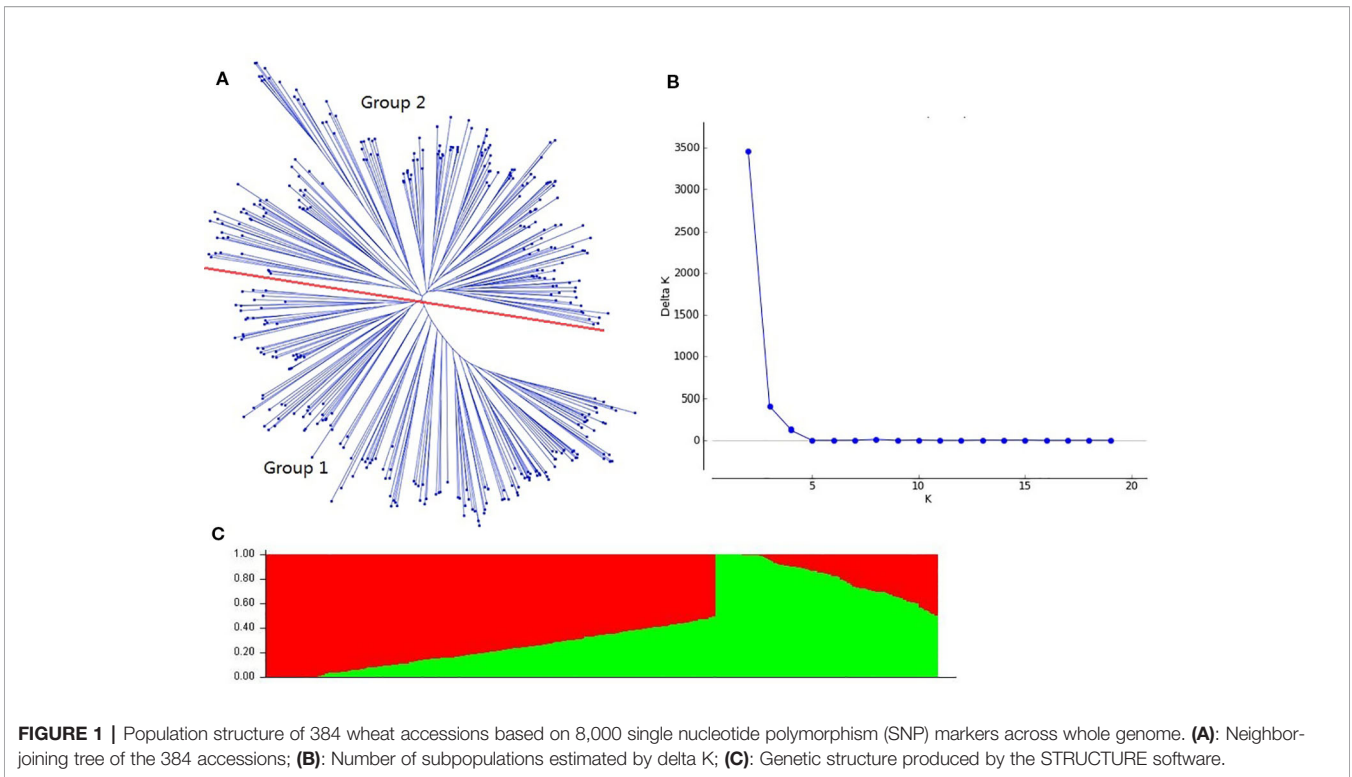 A
Group 2
Group 1
B
3500
3000
2500
2000
1500
1000
500
0
Delta K
5
10
15
20
K
C
1.00
0.80
0.60
0.40
0.20
0.00
FIGURE 1 | Population structure of 384 wheat accessions based on 8,000 single nucleotide polymorphism (SNP) markers across whole genome. (A): Neighbor-
joining tree of the 384 accessions; (B): Number of subpopulations estimated by delta K; (C): Genetic structure produced by the STRUCTURE software.